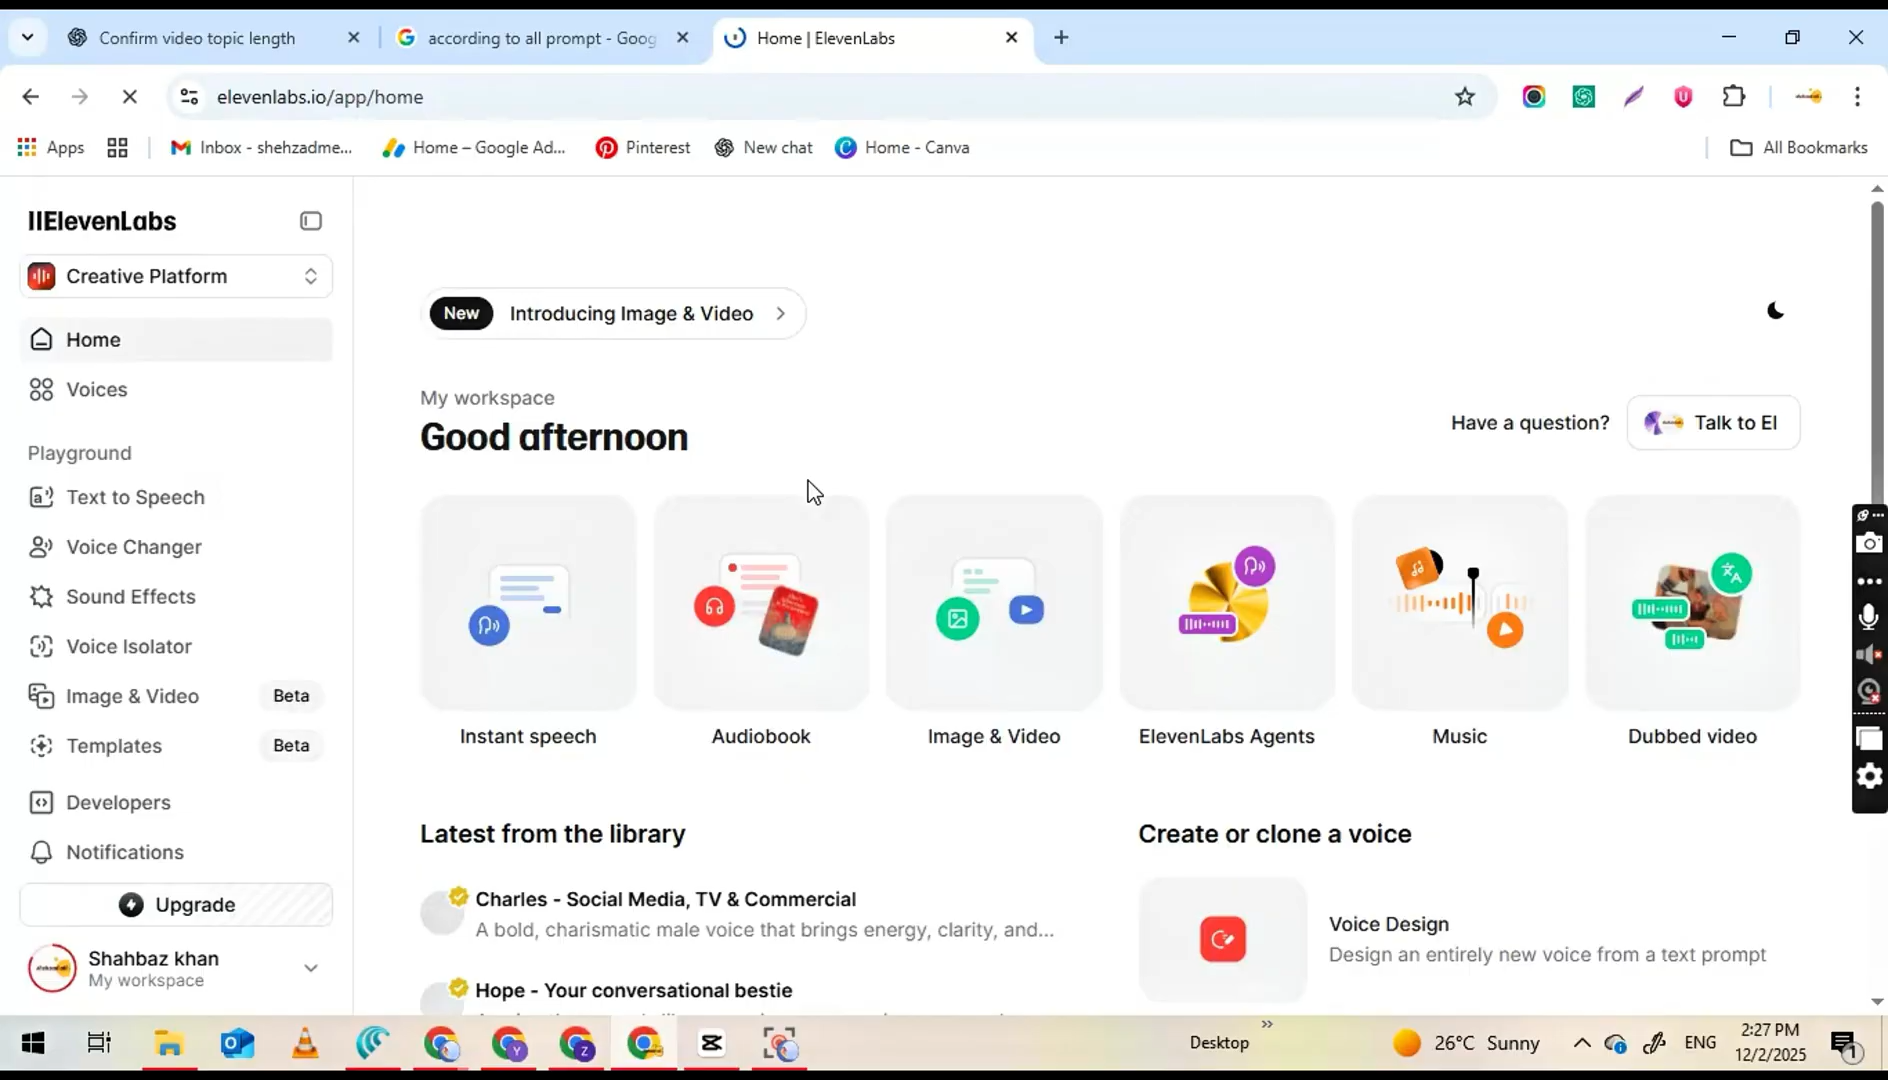 Confirm video topic length
according to all prompt - Goog
Home | ElevenLabs
elevenlabs.io/app/home
Apps
Inbox - shehzadme...
Home – Google Ad...
Pinterest
New chat
Home - Canva
All Bookmarks
IIElevenLabs
Creative Platform
Home
Voices
Playground
Text to Speech
Voice Changer
Sound Effects
Voice Isolator
Image & Video Beta
Templates Beta
Developers
Notifications
Upgrade
Shahbaz khan
My workspace
New Introducing Image & Video
My workspace
Good afternoon
Have a question?
Talk to El
Instant speech
Audiobook
Image & Video
ElevenLabs Agents
Music
Dubbed video
Latest from the library
Charles - Social Media, TV & Commercial
A bold, charismatic male voice that brings energy, clarity, and...
Hope - Your conversational bestie
Create or clone a voice
Voice Design
Design an entirely new voice from a text prompt
Desktop
26°C Sunny
ENG
2:27 PM
12/2/2025
1